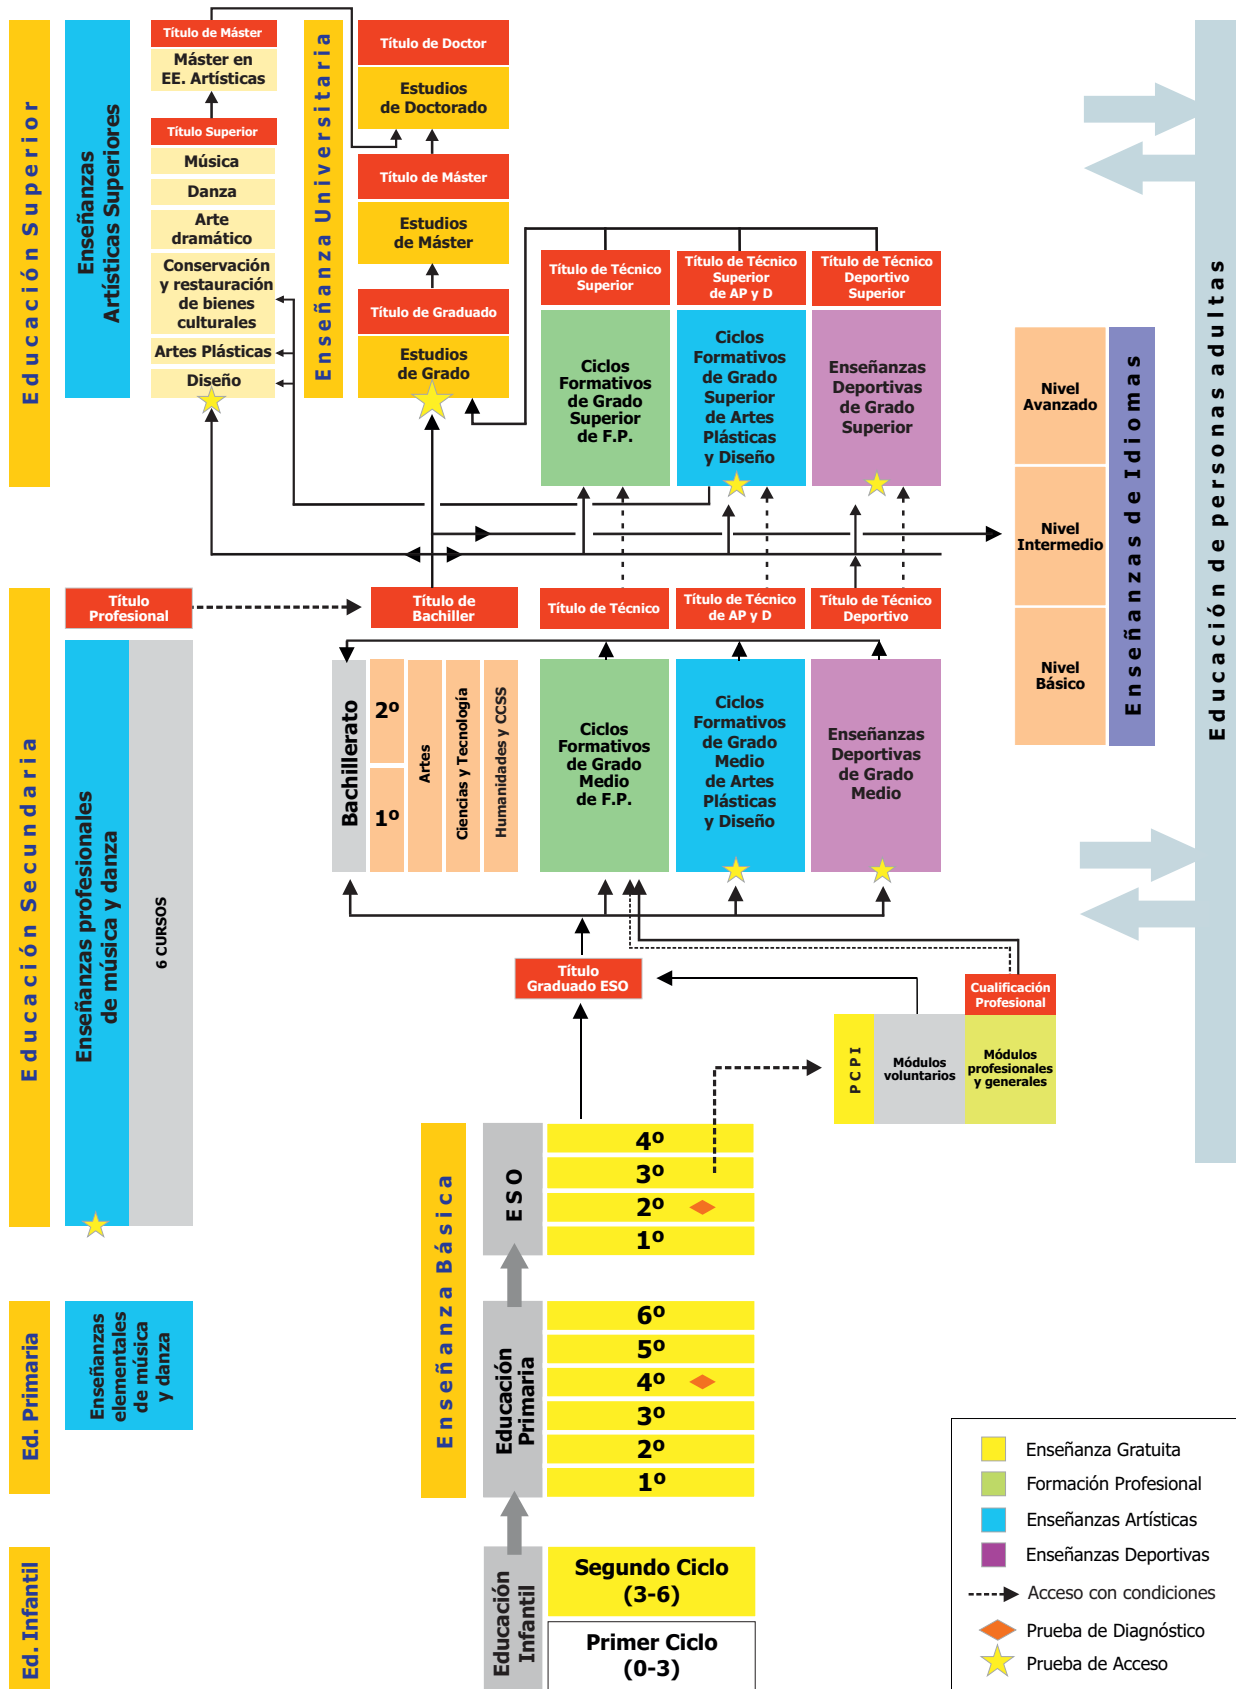 Educación Superior
Enseñanzas
Artísticas Superiores
Título de Máster
Máster en
EE. Artísticas
Título Superior
Música
Danza
Arte
dramático
Conservación
y restauración
de bienes
culturales
Artes Plásticas
Diseño
Enseñanza Universitaria
Título de Doctor
Estudios
de Doctorado
Título de Máster
Estudios
de Máster
Título de Graduado
Estudios
de Grado
Título de Técnico
Superior
Ciclos
Formativos
de Grado
Superior
de F.P.
Título de Técnico
Superior
de AP y D
Ciclos
Formativos
de Grado
Superior
de Artes
Plásticas
y Diseño
Título de Técnico
Deportivo
Superior
Enseñanzas
Deportivas
de Grado
Superior
Nivel
Avanzado
Nivel
Intermedio
Nivel
Básico
Enseñanzas de Idiomas
Educación de personas adultas
Educación Secundaria
Título
Profesional
Enseñanzas profesionales
de música y danza
6 CURSOS
Título de
Bachiller
Bachillerato
2º
1º
Artes
Ciencias y Tecnología
Humanidades y CCSS
Título de Técnico
Ciclos
Formativos
de Grado
Medio
de F.P.
Título de Técnico
de AP y D
Ciclos
Formativos
de Grado
Medio
de Artes
Plásticas
y Diseño
Título de Técnico
Deportivo
Enseñanzas
Deportivas
de Grado
Medio
Título
Graduado ESO
Cualificación
Profesional
PCPI
Módulos
voluntarios
Módulos
profesionales
y generales
Enseñanza Básica
ESO
4º
3º
2º
1º
Ed. Primaria
Enseñanzas
elementales
de música
y danza
Educación
Primaria
6º
5º
4º
3º
2º
1º
Ed. Infantil
Educación
Infantil
Segundo Ciclo
(3-6)
Primer Ciclo
(0-3)
Enseñanza Gratuita
Formación Profesional
Enseñanzas Artísticas
Enseñanzas Deportivas
Acceso con condiciones
Prueba de Diagnóstico
Prueba de Acceso